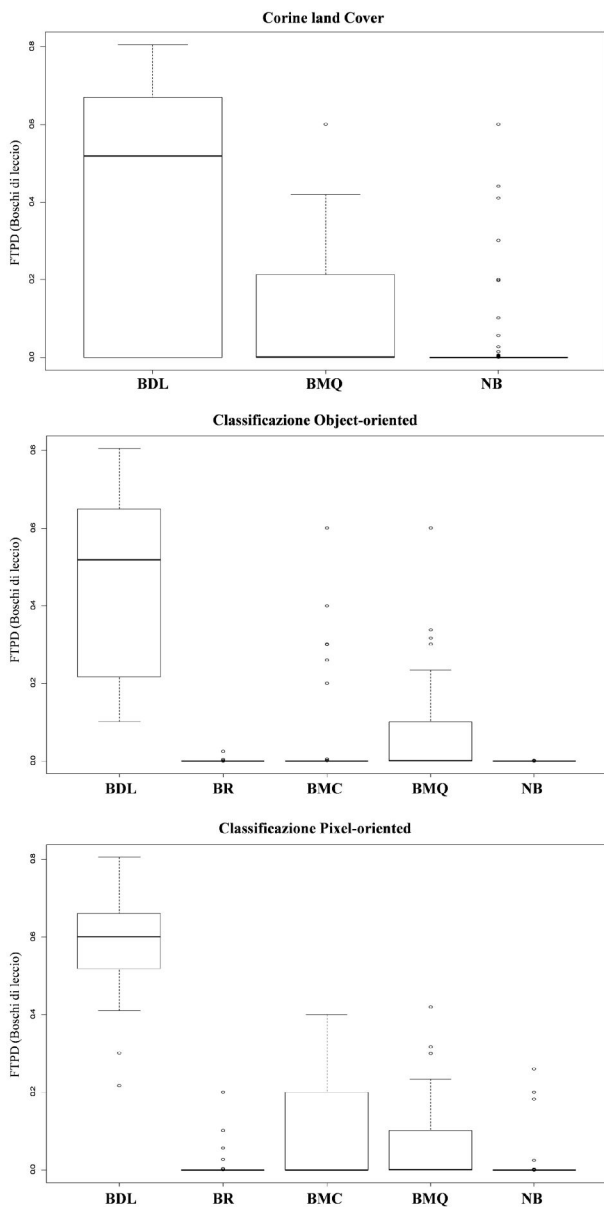 Corine land Cover
FTPD (Boschi di leccio)
0.8
0.6
0.4
0.2
0.0
BDL BMQ NB
Classificazione Object-oriented
FTPD (Boschi di leccio)
0.8
0.6
0.4
0.2
0.0
BDL BR BMC BMQ NB
Classificazione Pixel-oriented
FTPD (Boschi di leccio)
0.8
0.6
0.4
0.2
0.0
BDL BR BMC BMQ NB